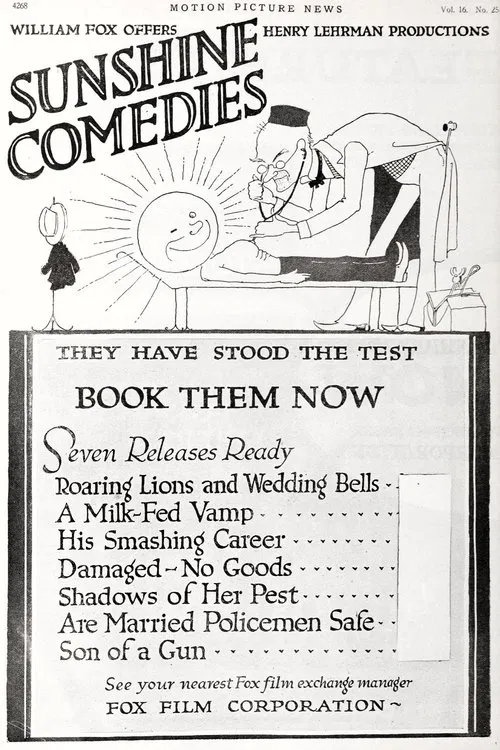 4268
MOTION PICTURE NEWS
Vol. 16. No. 25
WILLIAM FOX OFFERS
HENRY LEHRMAN PRODUCTIONS
SUNSHINE
COMEDIES
THEY HAVE STOOD THE TEST
BOOK THEM NOW
Seven Releases Ready
Roaring Lions and Wedding Bells - -
A Milk-Fed Vamp - - - - - - - - -
His Smashing Career - - - - - - - -
Damaged~No Goods - - - - - - -
Shadows of Her Pest - - - - - - -
Are Married Policemen Safe - -
Son of a Gun - - - - - - - - - - - -
See your nearest Fox film exchange manager
FOX FILM CORPORATION ~